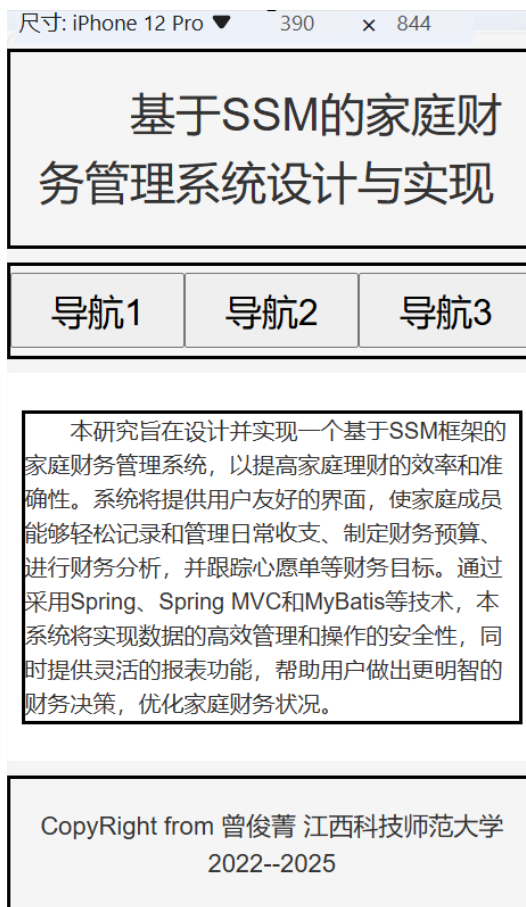 尺寸: iPhone 12 Pro ▼ 390 × 844
基于SSM的家庭财
务管理系统设计与实现
导航1 导航2 导航3
本研究旨在设计并实现一个基于SSM框架的
家庭财务管理系统，以提高家庭理财的效率和准
确性。系统将提供用户友好的界面，使家庭成员
能够轻松记录和管理日常收支、制定财务预算、
进行财务分析，并跟踪心愿单等财务目标。通过
采用Spring、Spring MVC和MyBatis等技术，本
系统将实现数据的高效管理和操作的安全性，同
时提供灵活的报表功能，帮助用户做出更明智的
财务决策，优化家庭财务状况。
CopyRight from 曾俊菁 江西科技师范大学
2022--2025